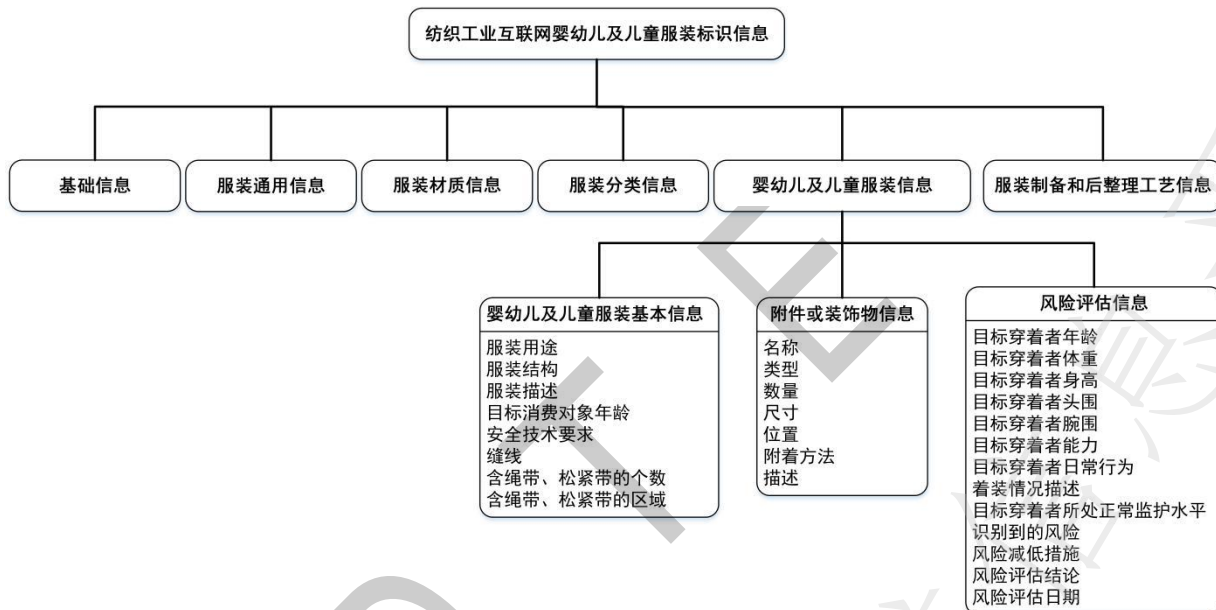 纺织工业互联网婴幼儿及儿童服装标识信息
基础信息
服装通用信息
服装材质信息
服装分类信息
婴幼儿及儿童服装信息
服装制备和后整理工艺信息
婴幼儿及儿童服装基本信息
服装用途
服装结构
服装描述
目标消费对象年龄
安全技术要求
缝线
含绳带、松紧带的个数
含绳带、松紧带的区域
附件或装饰物信息
名称
类型
数量
尺寸
位置
附着方法
描述
风险评估信息
目标穿着者年龄
目标穿着者体重
目标穿着者身高
目标穿着者头围
目标穿着者腕围
目标穿着者能力
目标穿着者日常行为
着装情况描述
目标穿着者所处正常监护水平
识别到的风险
风险减低措施
风险评估结论
风险评估日期